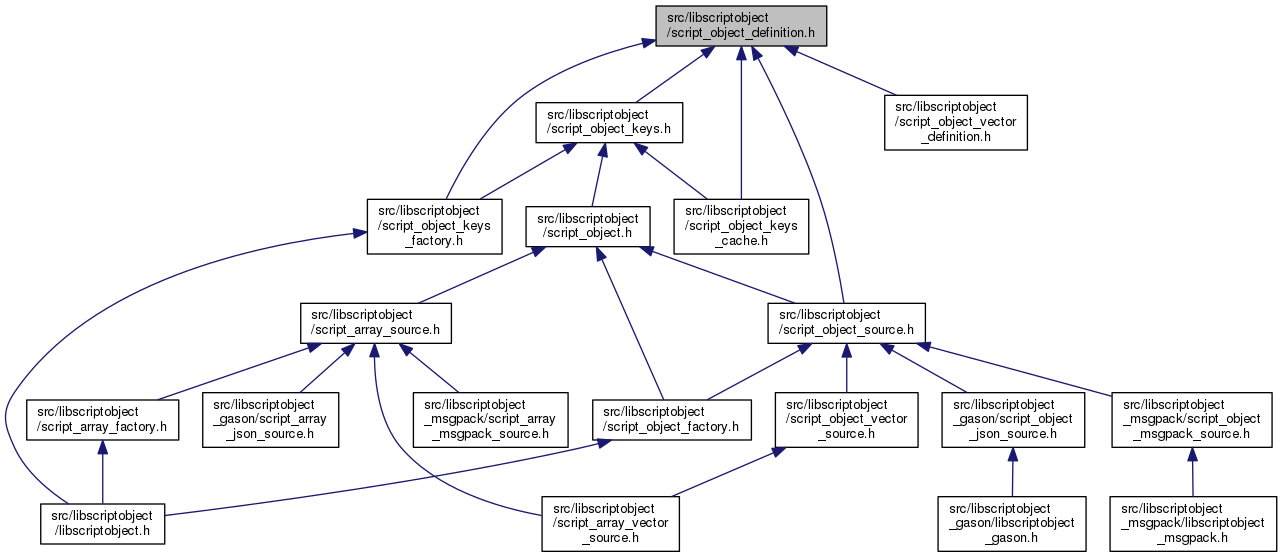 src/libscriptobject
/script_object_definition.h
src/libscriptobject
/script_object_keys.h
src/libscriptobject
/script_object_vector
_definition.h
src/libscriptobject
/script_object_keys
_factory.h
src/libscriptobject
/script_object.h
src/libscriptobject
/script_object_keys
_cache.h
src/libscriptobject
/script_array_source.h
src/libscriptobject
/script_object_source.h
src/libscriptobject
/script_array_factory.h
src/libscriptobject
_gason/script_array
_json_source.h
src/libscriptobject
_msgpack/script_array
_msgpack_source.h
src/libscriptobject
/script_object_factory.h
src/libscriptobject
/script_object_vector
_source.h
src/libscriptobject
_gason/script_object
_json_source.h
src/libscriptobject
_msgpack/script_object
_msgpack_source.h
src/libscriptobject
/libscriptobject.h
src/libscriptobject
/script_array_vector
_source.h
src/libscriptobject
_gason/libscriptobject
_gason.h
src/libscriptobject
_msgpack/libscriptobject
_msgpack.h